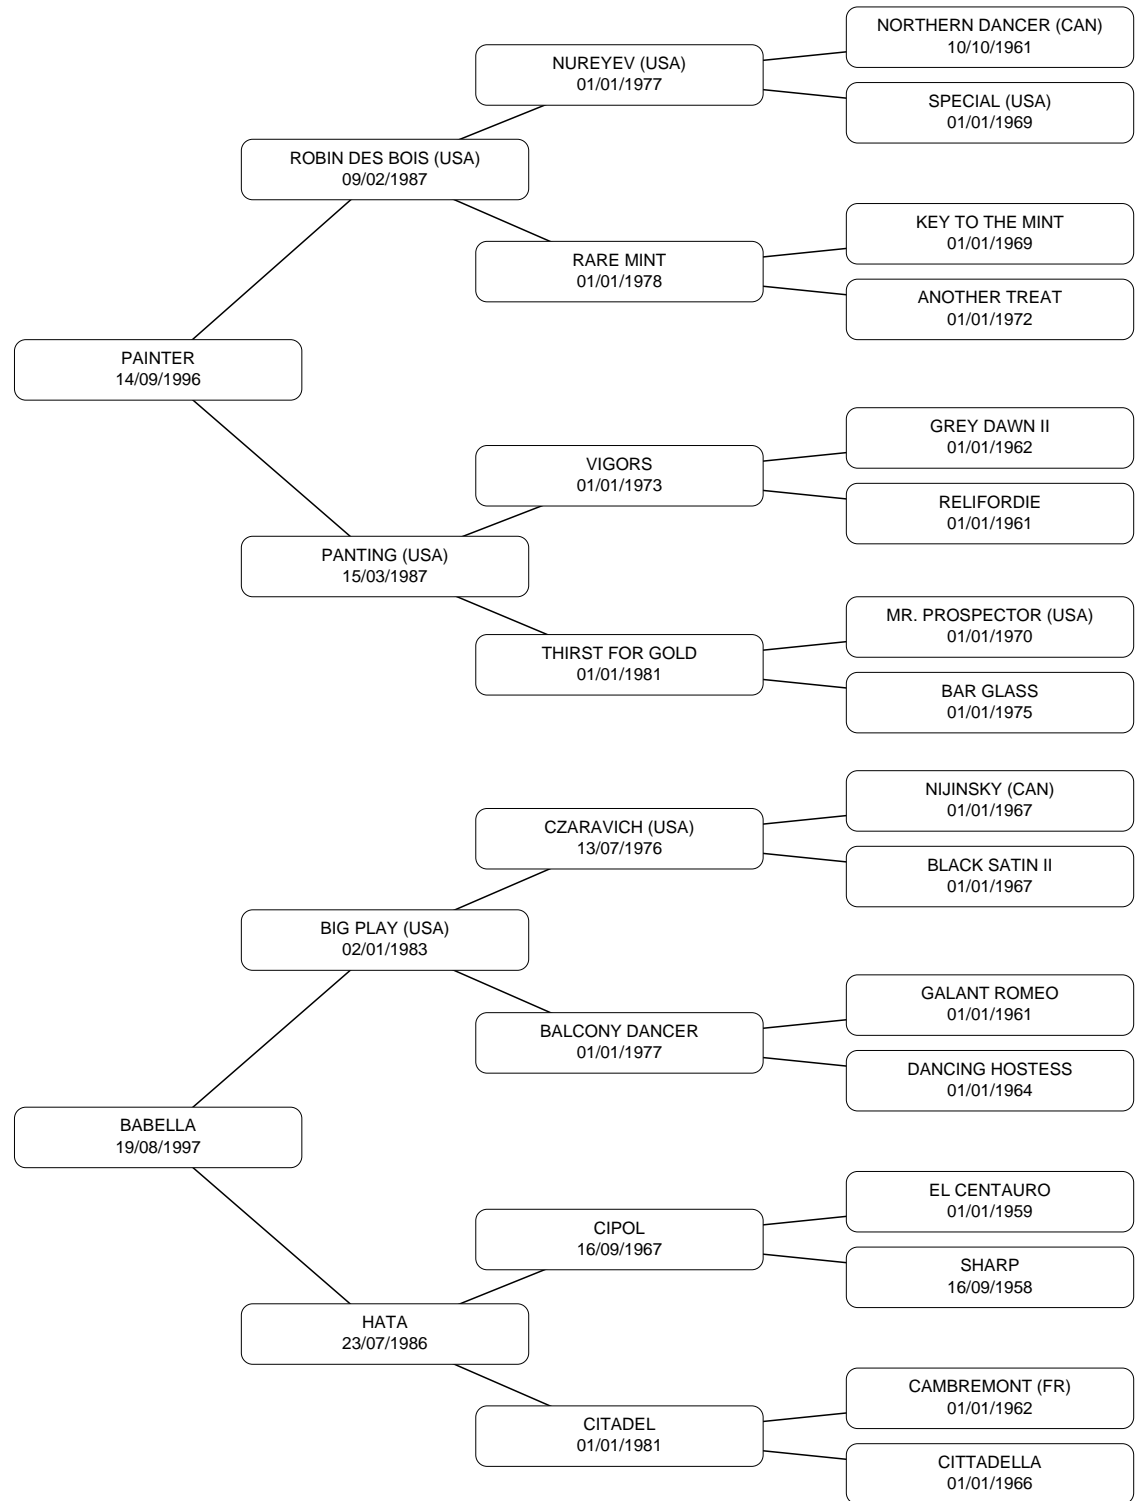 NORTHERN DANCER (CAN)
10/10/1961
NUREYEV (USA)
01/01/1977
SPECIAL (USA)
01/01/1969
ROBIN DES BOIS (USA)
09/02/1987
KEY TO THE MINT
01/01/1969
RARE MINT
01/01/1978
ANOTHER TREAT
01/01/1972
PAINTER
14/09/1996
GREY DAWN II
01/01/1962
VIGORS
01/01/1973
RELIFORDIE
01/01/1961
PANTING (USA)
15/03/1987
MR. PROSPECTOR (USA)
01/01/1970
THIRST FOR GOLD
01/01/1981
BAR GLASS
01/01/1975
NIJINSKY (CAN)
01/01/1967
CZARAVICH (USA)
13/07/1976
BLACK SATIN II
01/01/1967
BIG PLAY (USA)
02/01/1983
GALANT ROMEO
01/01/1961
BALCONY DANCER
01/01/1977
DANCING HOSTESS
01/01/1964
BABELLA
19/08/1997
EL CENTAURO
01/01/1959
CIPOL
16/09/1967
SHARP
16/09/1958
HATA
23/07/1986
CAMBREMONT (FR)
01/01/1962
CITADEL
01/01/1981
CITTADELLA
01/01/1966